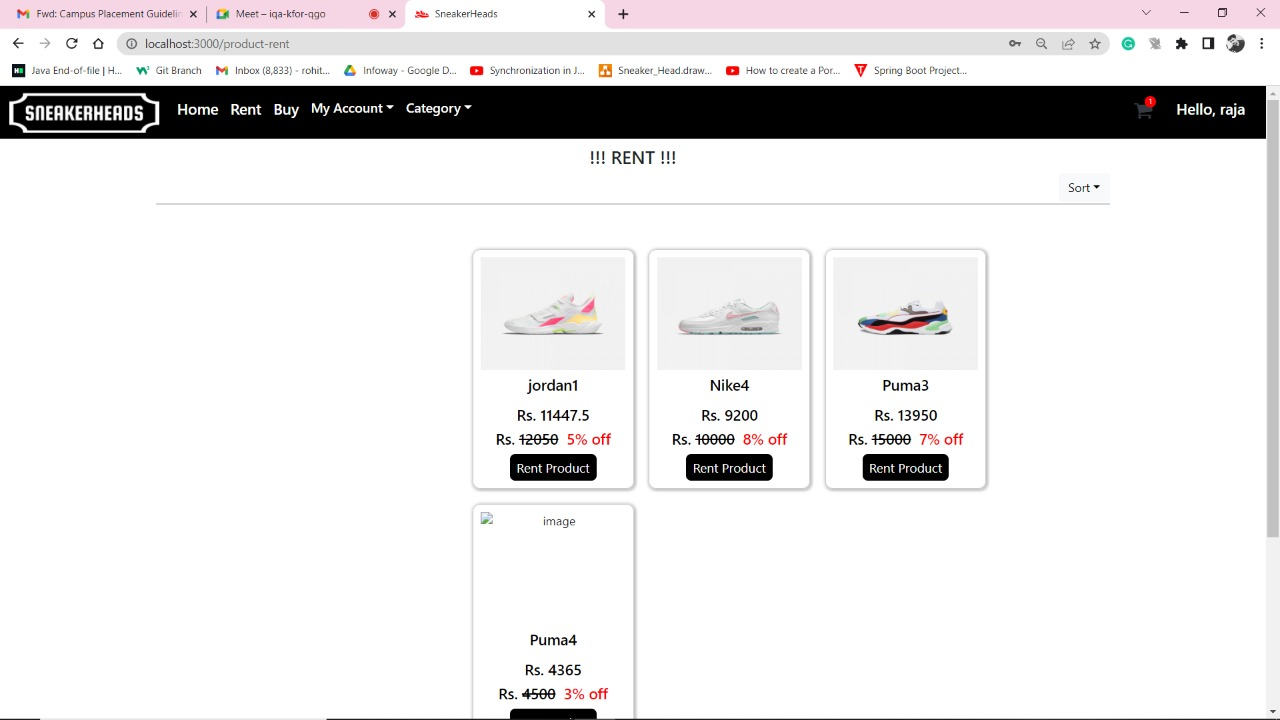 Fwd: Campus Placement Guidelin
Meet – iqa-kfor-qgo
SneakerHeads
localhost:3000/product-rent
Java End-of-file | H...
Git Branch
Inbox (8,833) - rohit...
Infoway - Google D...
Synchronization in J...
Sneaker_Head.draw...
How to create a Por...
Spring Boot Project...
SNEAKERHEADS
Home
Rent
Buy
My Account
Category
1
Hello, raja
!!! RENT !!!
Sort
jordan1
Nike4
Puma3
Rs. 11447.5
Rs. 9200
Rs. 13950
Rs. 12050 5% off
Rs. 10000 8% off
Rs. 15000 7% off
Rent Product
Rent Product
Rent Product
image
Puma4
Rs. 4365
Rs. 4500 3% off